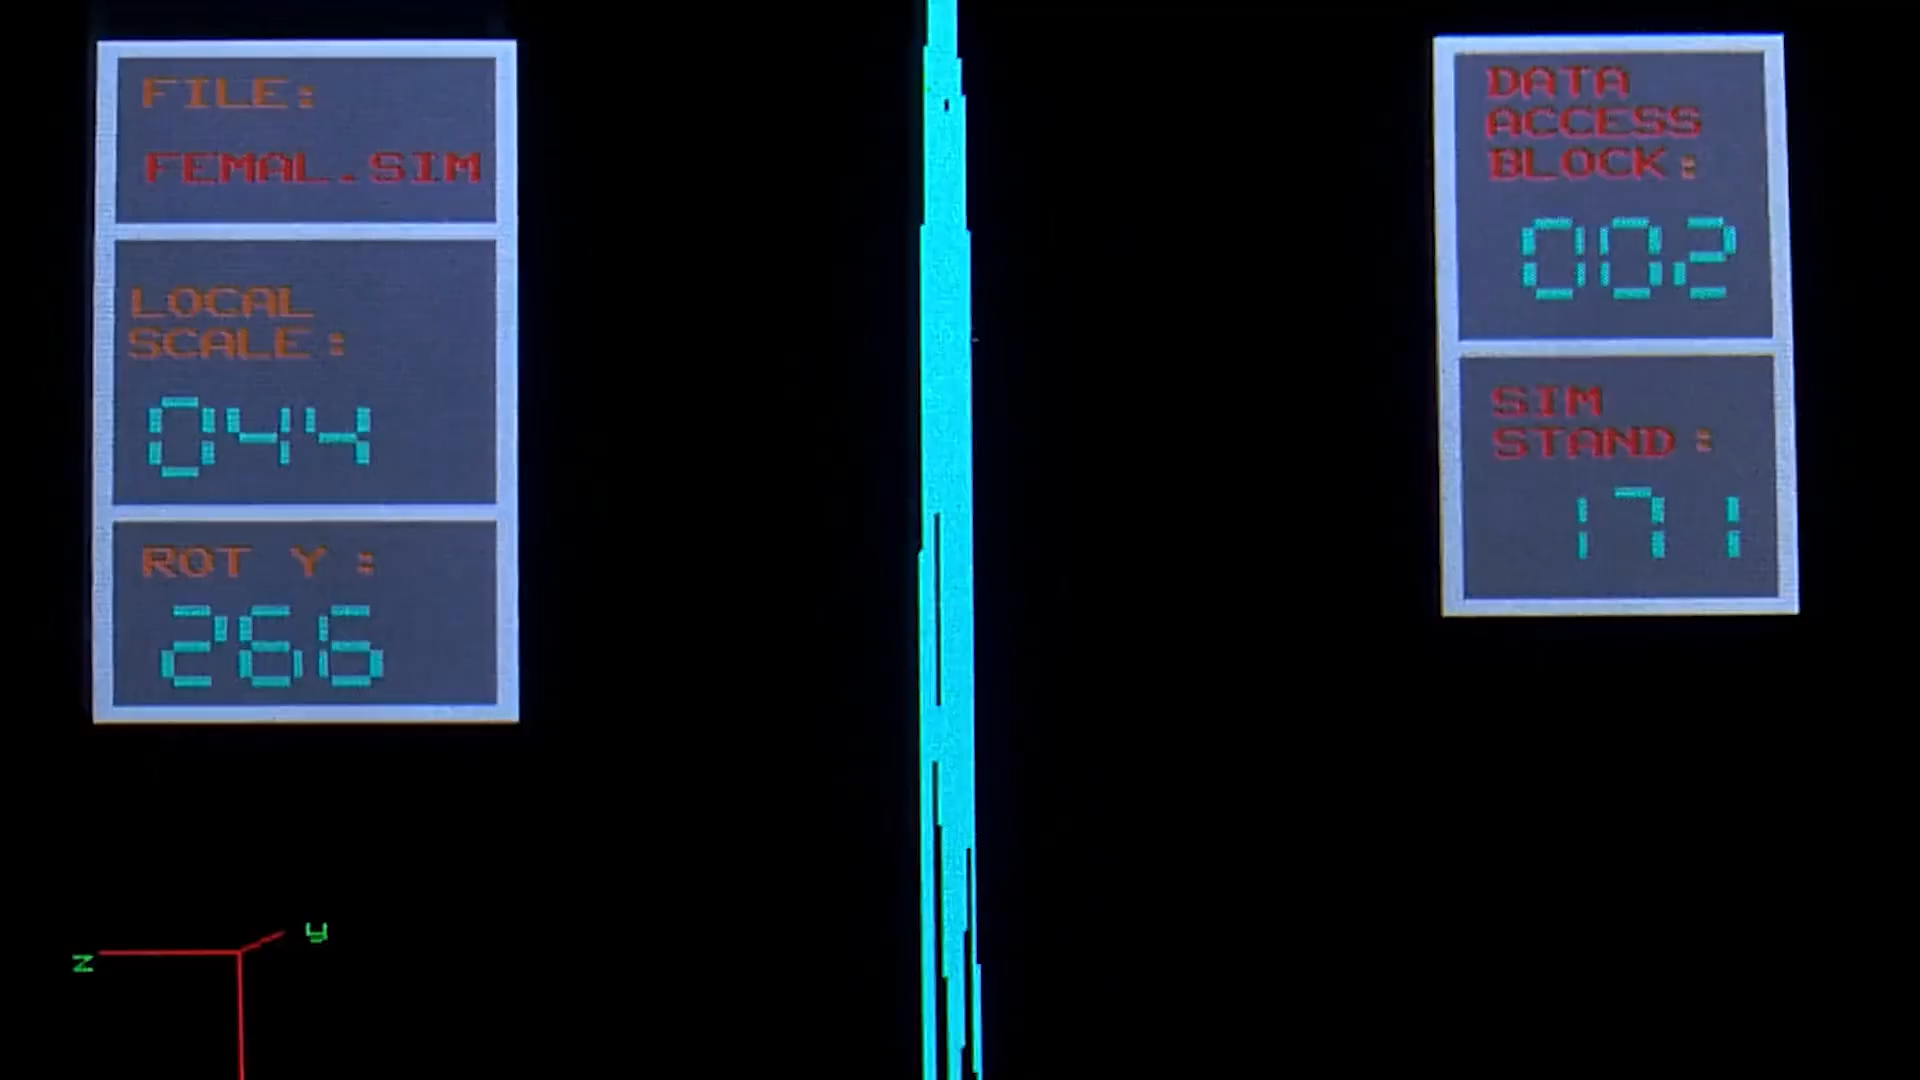 FILE:
FEMAL.SIM
LOCAL
SCALE:
044
ROT Y:
266
z
y
DATA
ACCESS
BLOCK:
002
SIM
STAND:
171